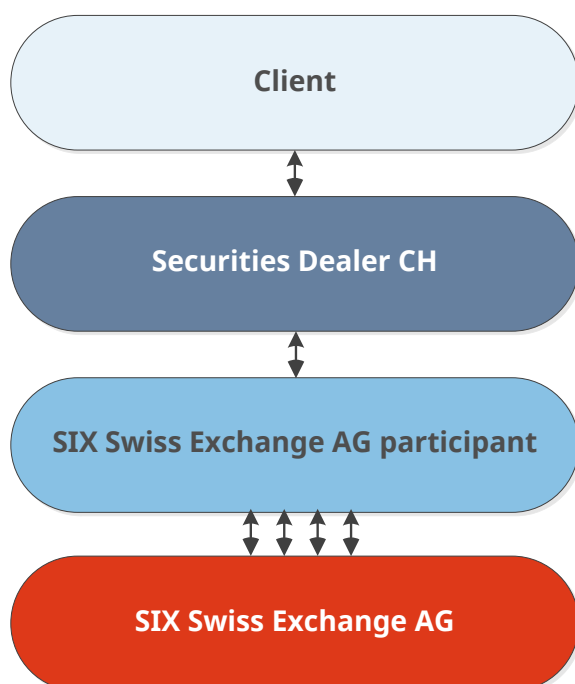 Client
Securities Dealer CH
SIX Swiss Exchange AG participant
SIX Swiss Exchange AG